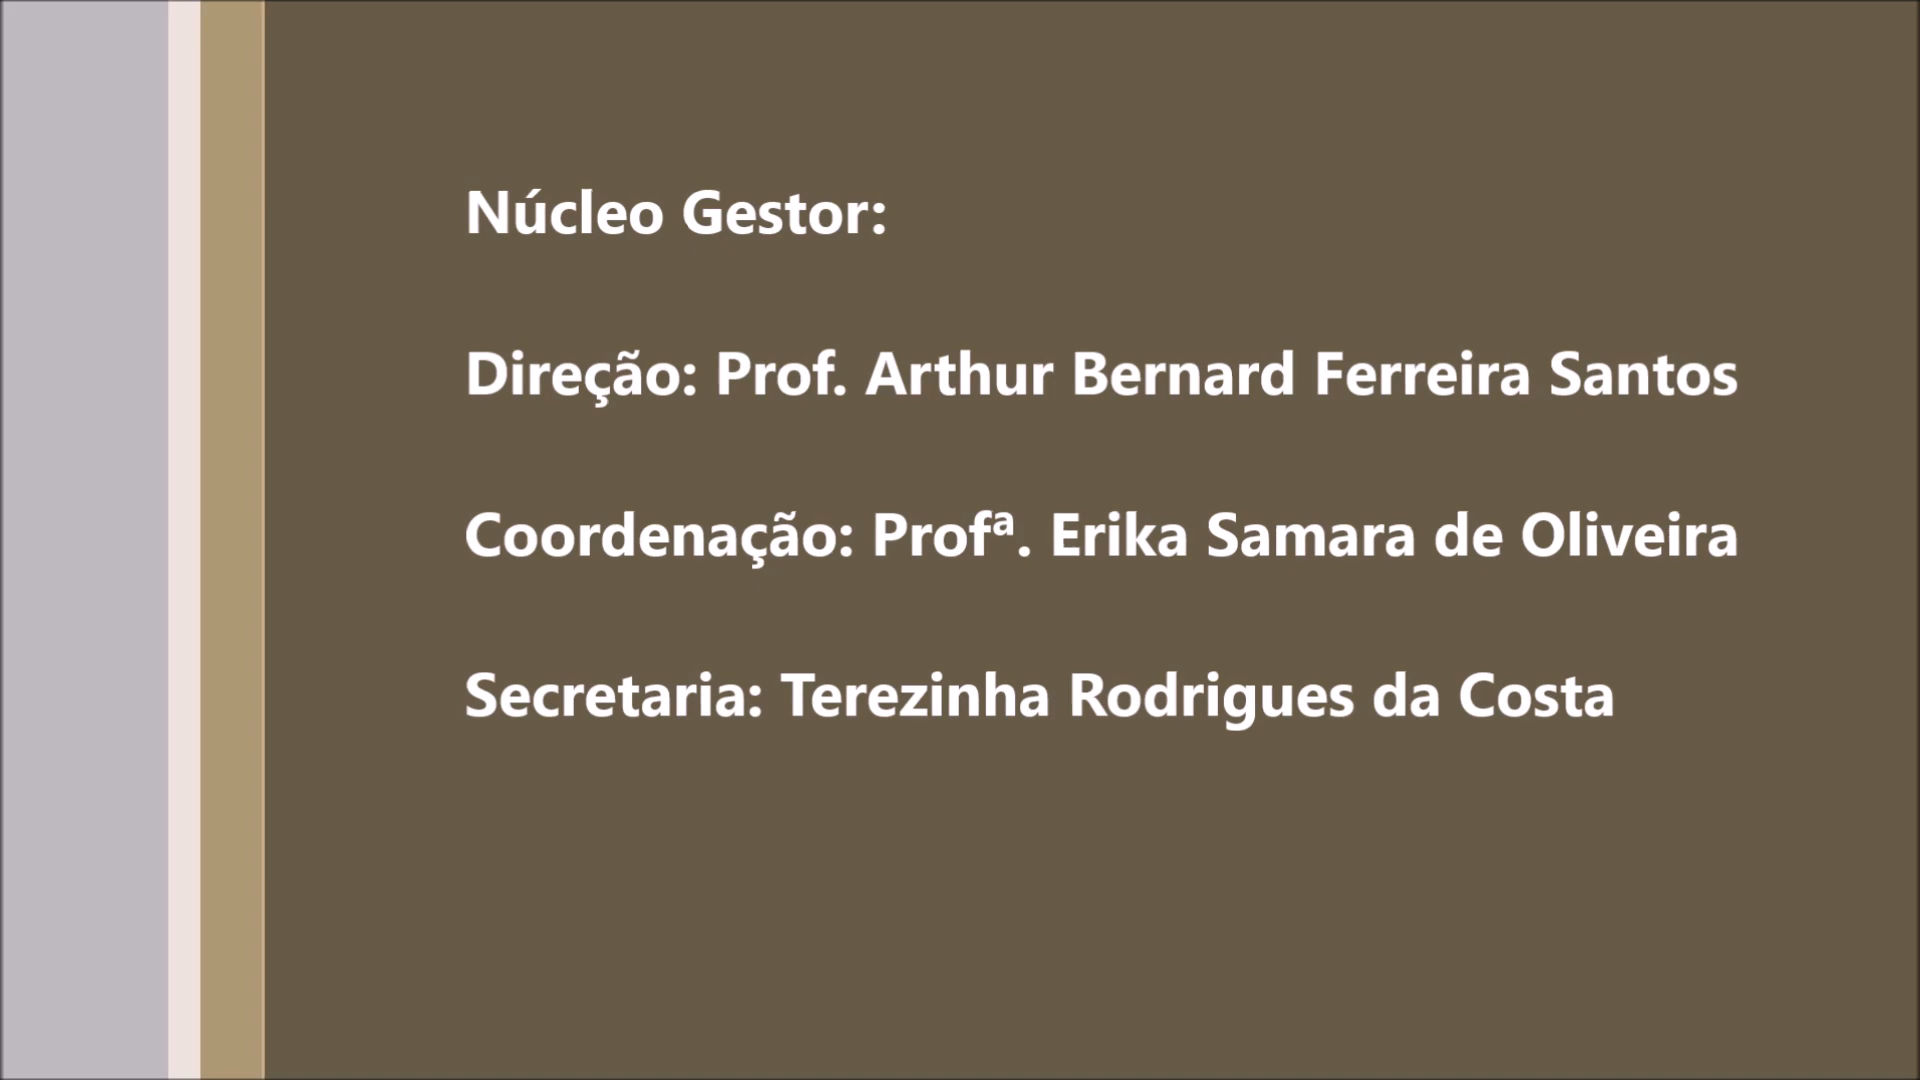 Núcleo Gestor:
Direção: Prof. Arthur Bernard Ferreira Santos
Coordenação: Profª. Erika Samara de Oliveira
Secretaria: Terezinha Rodrigues da Costa